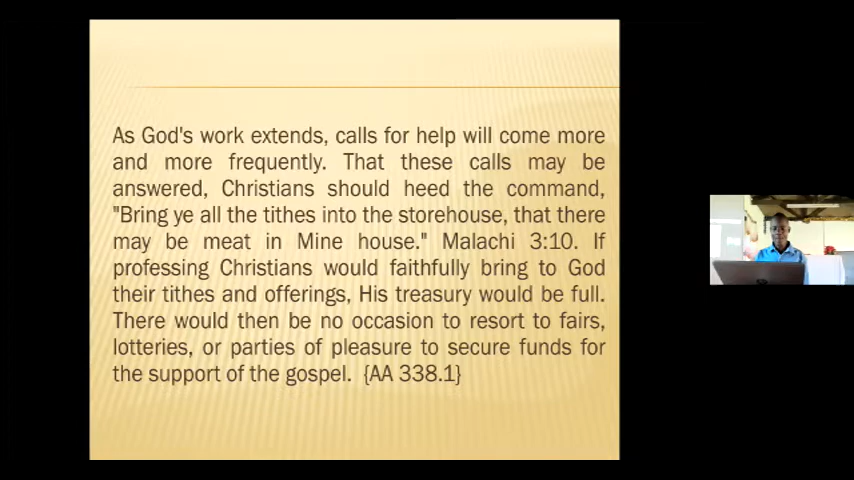 As God's work extends, calls for help will come more
and more frequently. That these calls may be
answered, Christians should heed the command,
"Bring ye all the tithes into the storehouse, that there
may be meat in Mine house." Malachi 3:10. If
professing Christians would faithfully bring to God
their tithes and offerings, His treasury would be full.
There would then be no occasion to resort to fairs,
lotteries, or parties of pleasure to secure funds for
the support of the gospel. {AA 338.1}